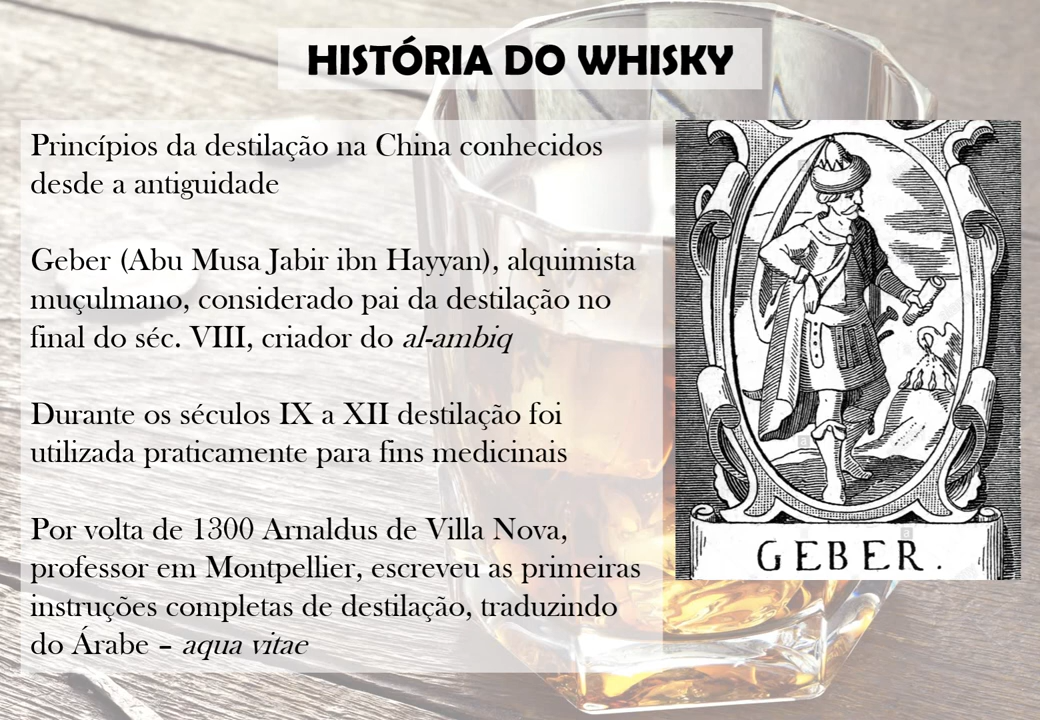 HISTÓRIA DO WHISKY
Princípios da destilação na China conhecidos
desde a antiguidade
Geber (Abu Musa Jabir ibn Hayyan), alquimista
muçulmano, considerado pai da destilação no
final do séc. VIII, criador do al-ambiq
Durante os séculos IX a XII destilação foi
utilizada praticamente para fins medicinais
Por volta de 1300 Arnaldus de Villa Nova,
professor em Montpellier, escreveu as primeiras
instruções completas de destilação, traduzindo
do Árabe – aqua vitae
GEBER.